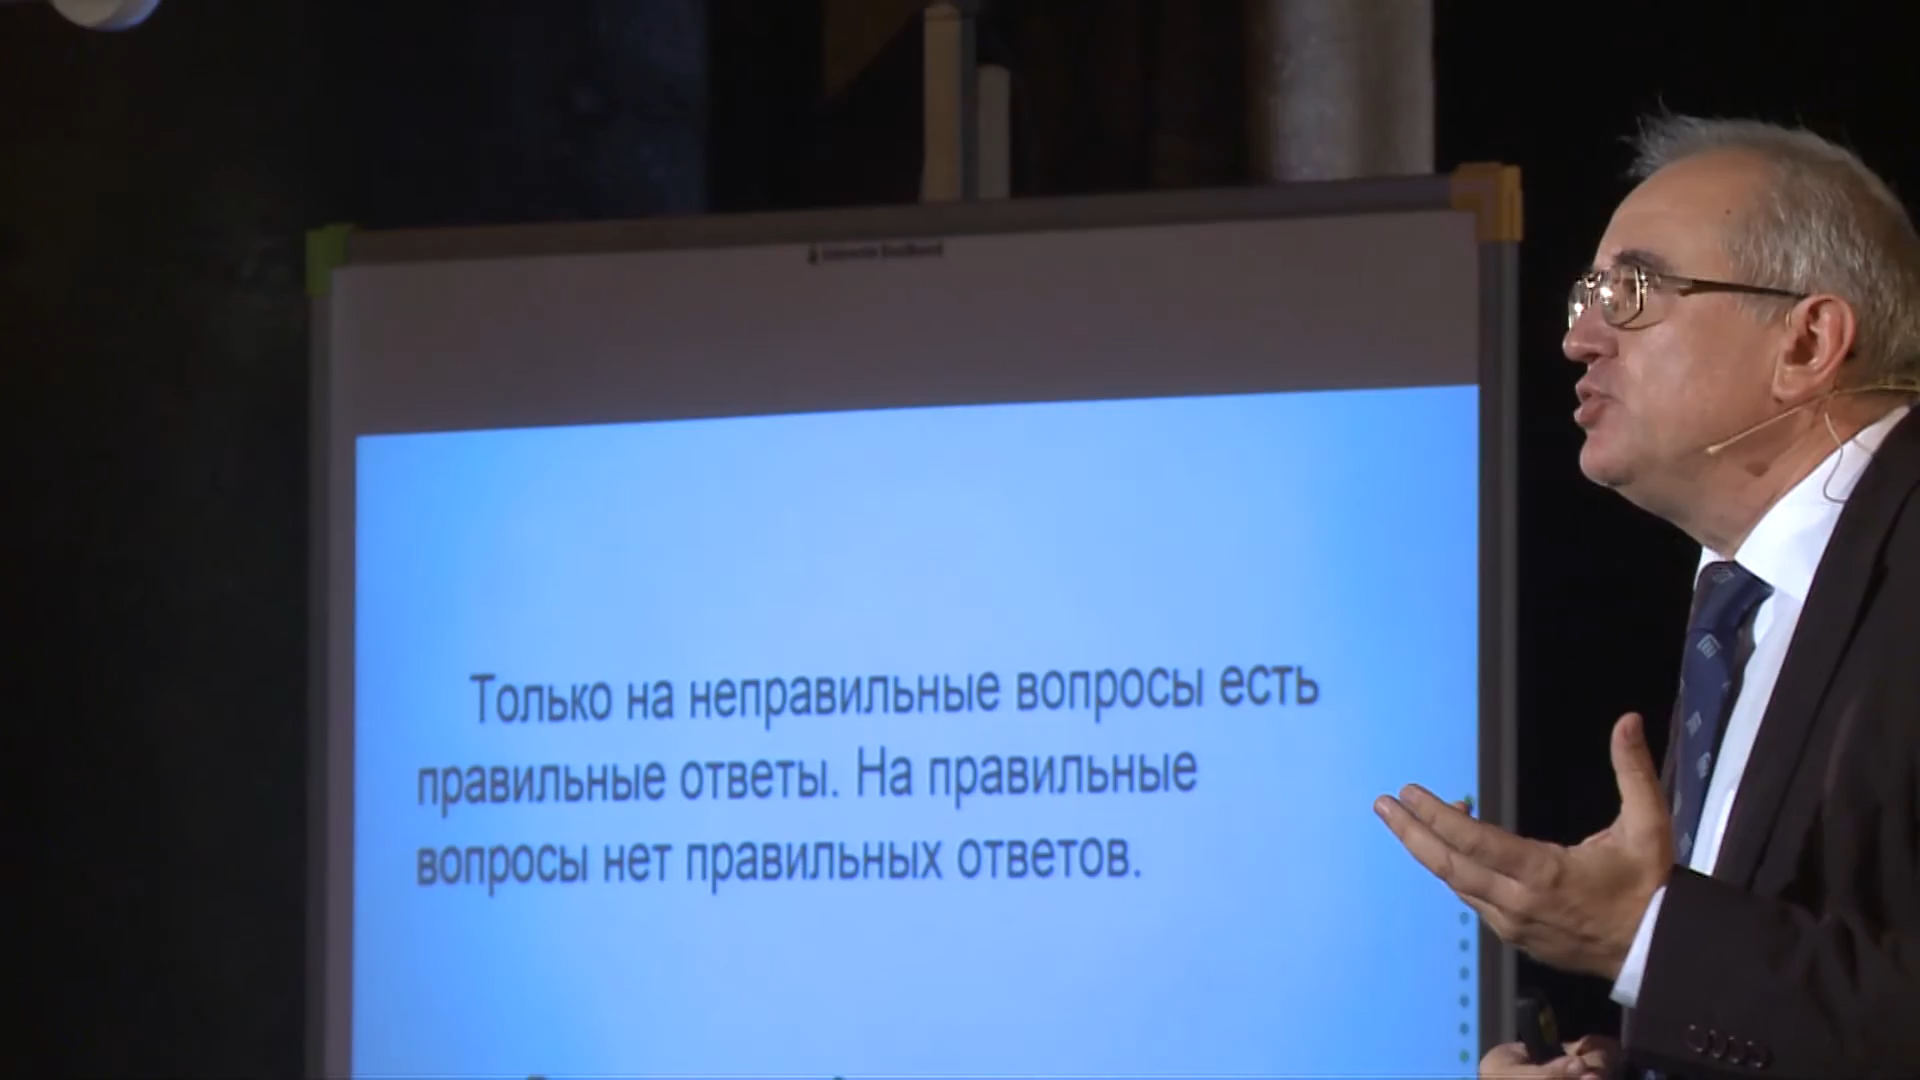 Только на неправильные вопросы есть
правильные ответы. На правильные
вопросы нет правильных ответов.